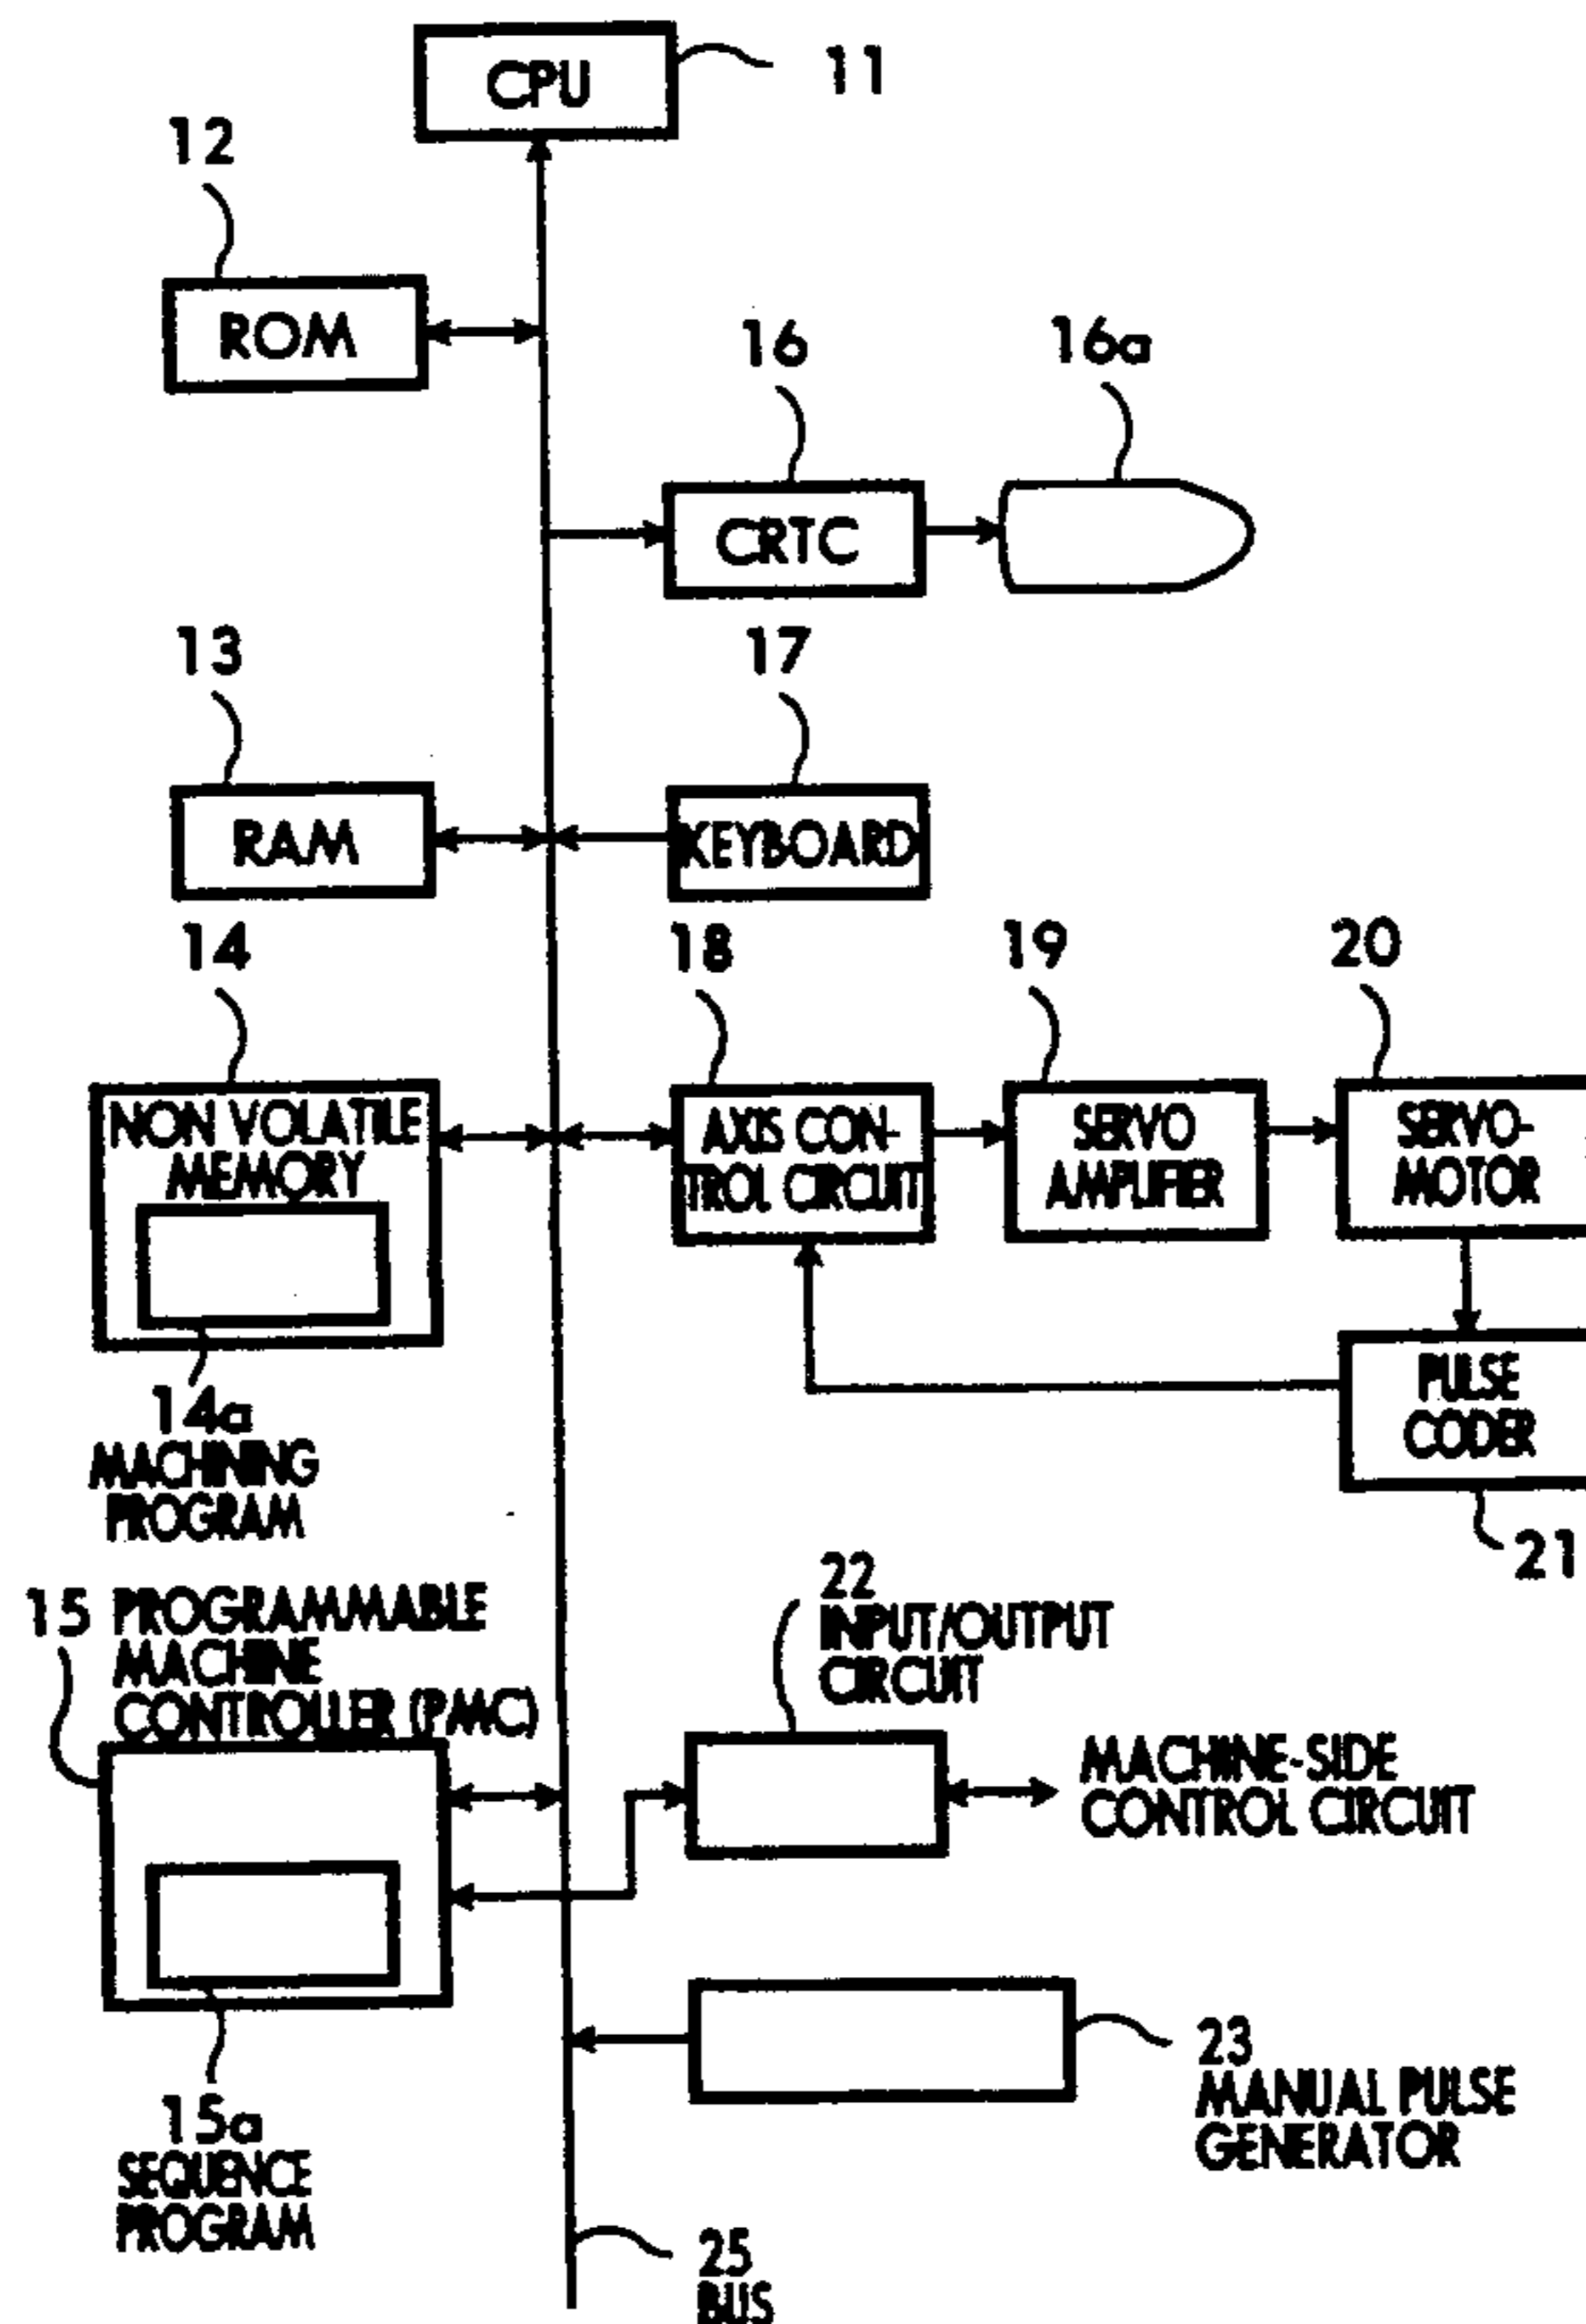 CPU
11
12
ROM
16
16a
CRTC
13
17
RAM
KEYBOARD
14
18
19
20
NON VOLATILE
MEMORY
AXIS CON-
TROL CIRCUIT
SERVO
AMPLIFIER
SERVO-
MOTOR
14a
MACHINING
PROGRAM
PULSE
CODER
21
15 PROGRAMMABLE
MACHINE
CONTROLLER (PMC)
22
INPUT/OUTPUT
CIRCUIT
MACHINE-SIDE
CONTROL CIRCUIT
23
MANUAL PULSE
GENERATOR
15a
SEQUENCE
PROGRAM
25
BUS